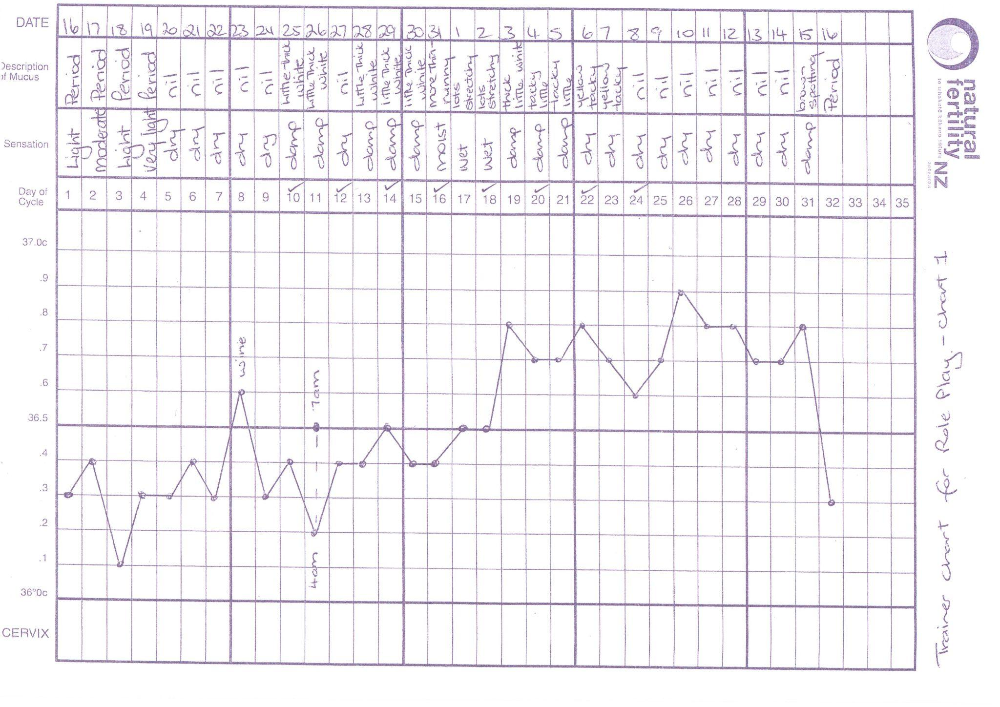 DATE 16 17 18 19 20 21 22 23 24 25 26 27 28 29 30 31 1 2 3 4 5 6 7 8 9 10 11 12 13 14 15 16
Description
of Mucus
Period
Period
Period
Period
nil
nil
nil
nil
nil
little thick
white
little thick
white
nil
little thick
white
little thick
white
little thick
white
more thin-
runny
lots
stretchy
lots
stretchy
thick
little white
tacky
little
tacky
little
yellow
tacky
yellow
tacky
nil
nil
nil
nil
nil
nil
nil
brown
spotting
Period
Sensation
Light
moderate
Light
very light
dry
dry
dry
dry
dry
damp
damp
dry
damp
damp
damp
moist
wet
wet
damp
damp
damp
dry
dry
dry
dry
dry
dry
dry
dry
dry
damp
Day of
Cycle
1 2 3 4 5 6 7 8 9 10 11 12 13 14 15 16 17 18 19 20 21 22 23 24 25 26 27 28 29 30 31 32 33 34 35
37.0c
.9
.8
.7
.6
36.5
.4
.3
.2
.1
36°0c
wine
7am
4am
CERVIX
natural
fertility NZ
te whakatō kākano tūturu
aotearoa
Trainer chart for Role Play - chart 1